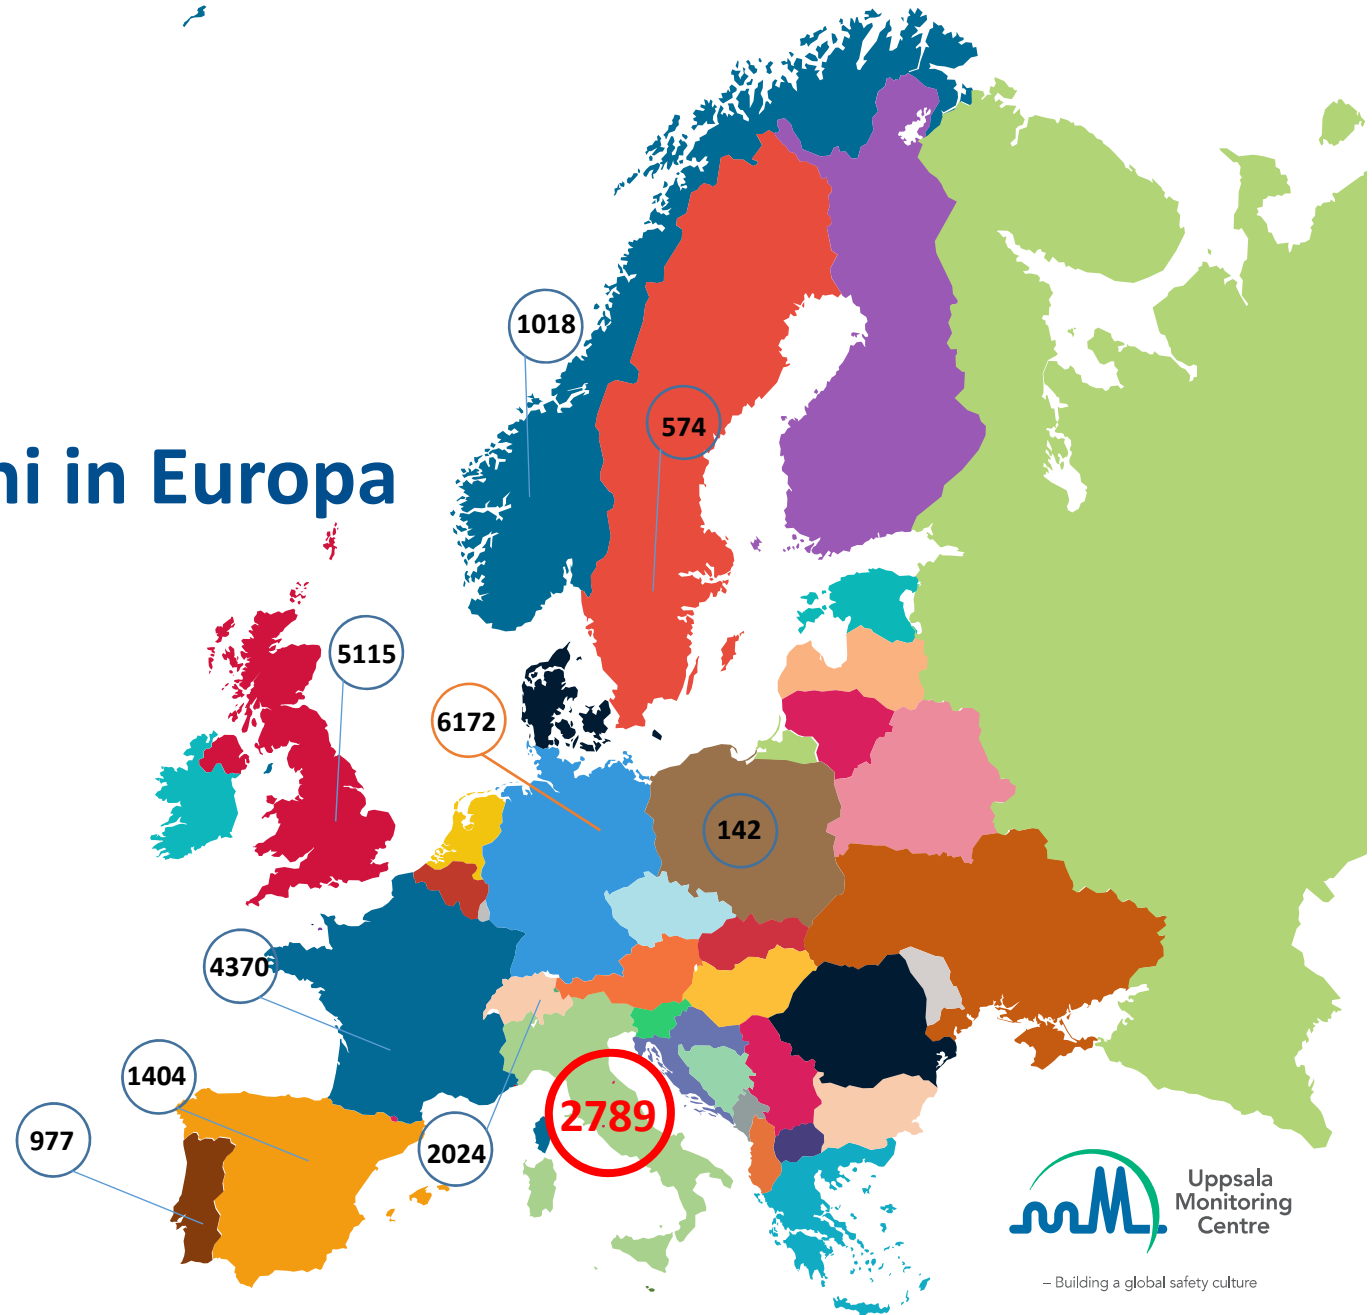 1018
574
ni in Europa
5115
6172
142
4370
1404
2789
977
2024
Uppsala
Monitoring
Centre
– Building a global safety culture